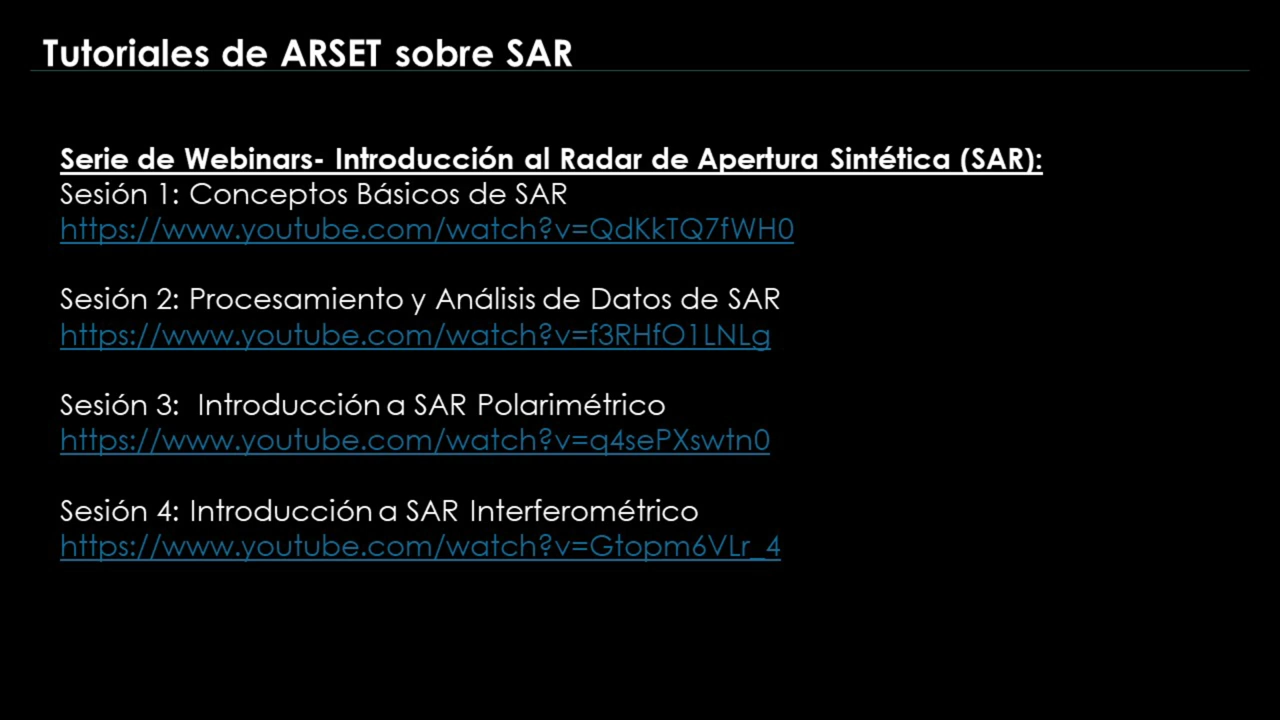 Tutoriales de ARSET sobre SAR
Serie de Webinars- Introducción al Radar de Apertura Sintética (SAR):
Sesión 1: Conceptos Básicos de SAR
https://www.youtube.com/watch?v=QdKkTQ7fWH0
Sesión 2: Procesamiento y Análisis de Datos de SAR
https://www.youtube.com/watch?v=f3RHfO1LNLg
Sesión 3:  Introducción a SAR Polarimétrico
https://www.youtube.com/watch?v=q4sePXswtn0
Sesión 4: Introducción a SAR Interferométrico
https://www.youtube.com/watch?v=Gtopm6VLr_4